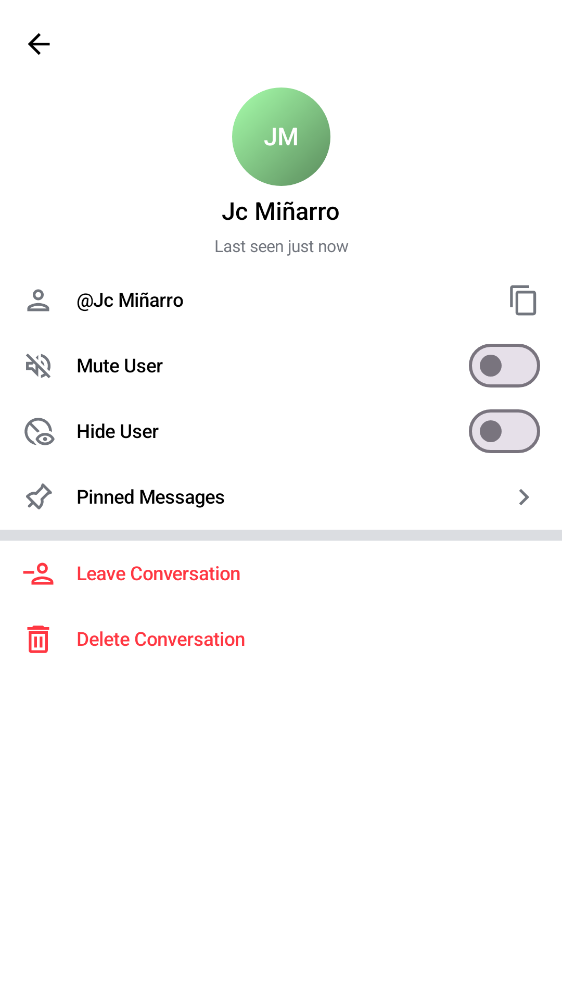 JM
Jc Miñarro
Last seen just now
@Jc Miñarro
Mute User
Hide User
Pinned Messages
Leave Conversation
Delete Conversation